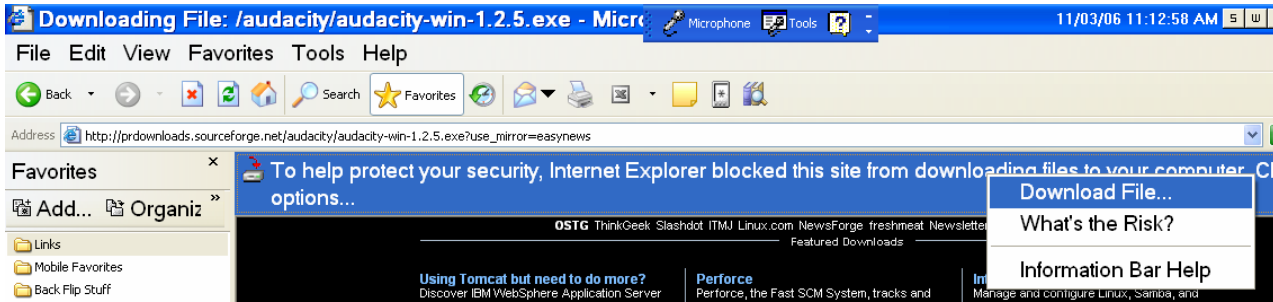 Downloading File: /audacity/audacity-win-1.2.5.exe - Micro
Microphone Tools ?
11/03/06 11:12:58 AM S W
File Edit View Favorites Tools Help
Back Search Favorites
Address http://prdownloads.sourceforge.net/audacity/audacity-win-1.2.5.exe?use_mirror=easynews
Favorites ×
To help protect your security, Internet Explorer blocked this site from downloading files to your computer. Cl
options...
Add... Organiz »
Download File...
What's the Risk?
Information Bar Help
OSTG ThinkGeek Slashdot ITMJ Linux.com NewsForge freshmeat Newsletter
Featured Downloads
Links
Mobile Favorites
Back Flip Stuff
Using Tomcat but need to do more?
Discover IBM WebSphere Application Server
Perforce
Perforce, the Fast SCM System, tracks and
Manage and configure Linux, Samba, and